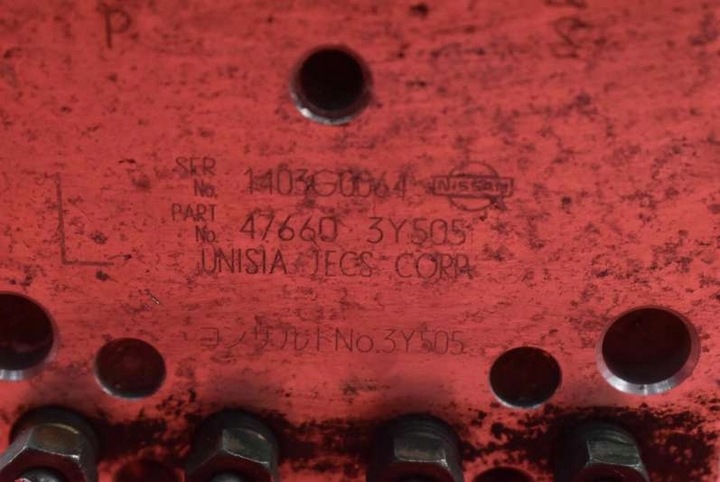 P
SER No. 1403G0064 NISSAN
PART No. 47660 3Y505
UNISIA JECS CORP.
コンサルトNo.3Y505